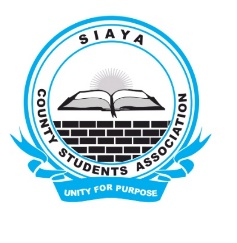 SIAYA
COUNTY STUDENTS ASSOCIATION
UNITY FOR PURPOSE